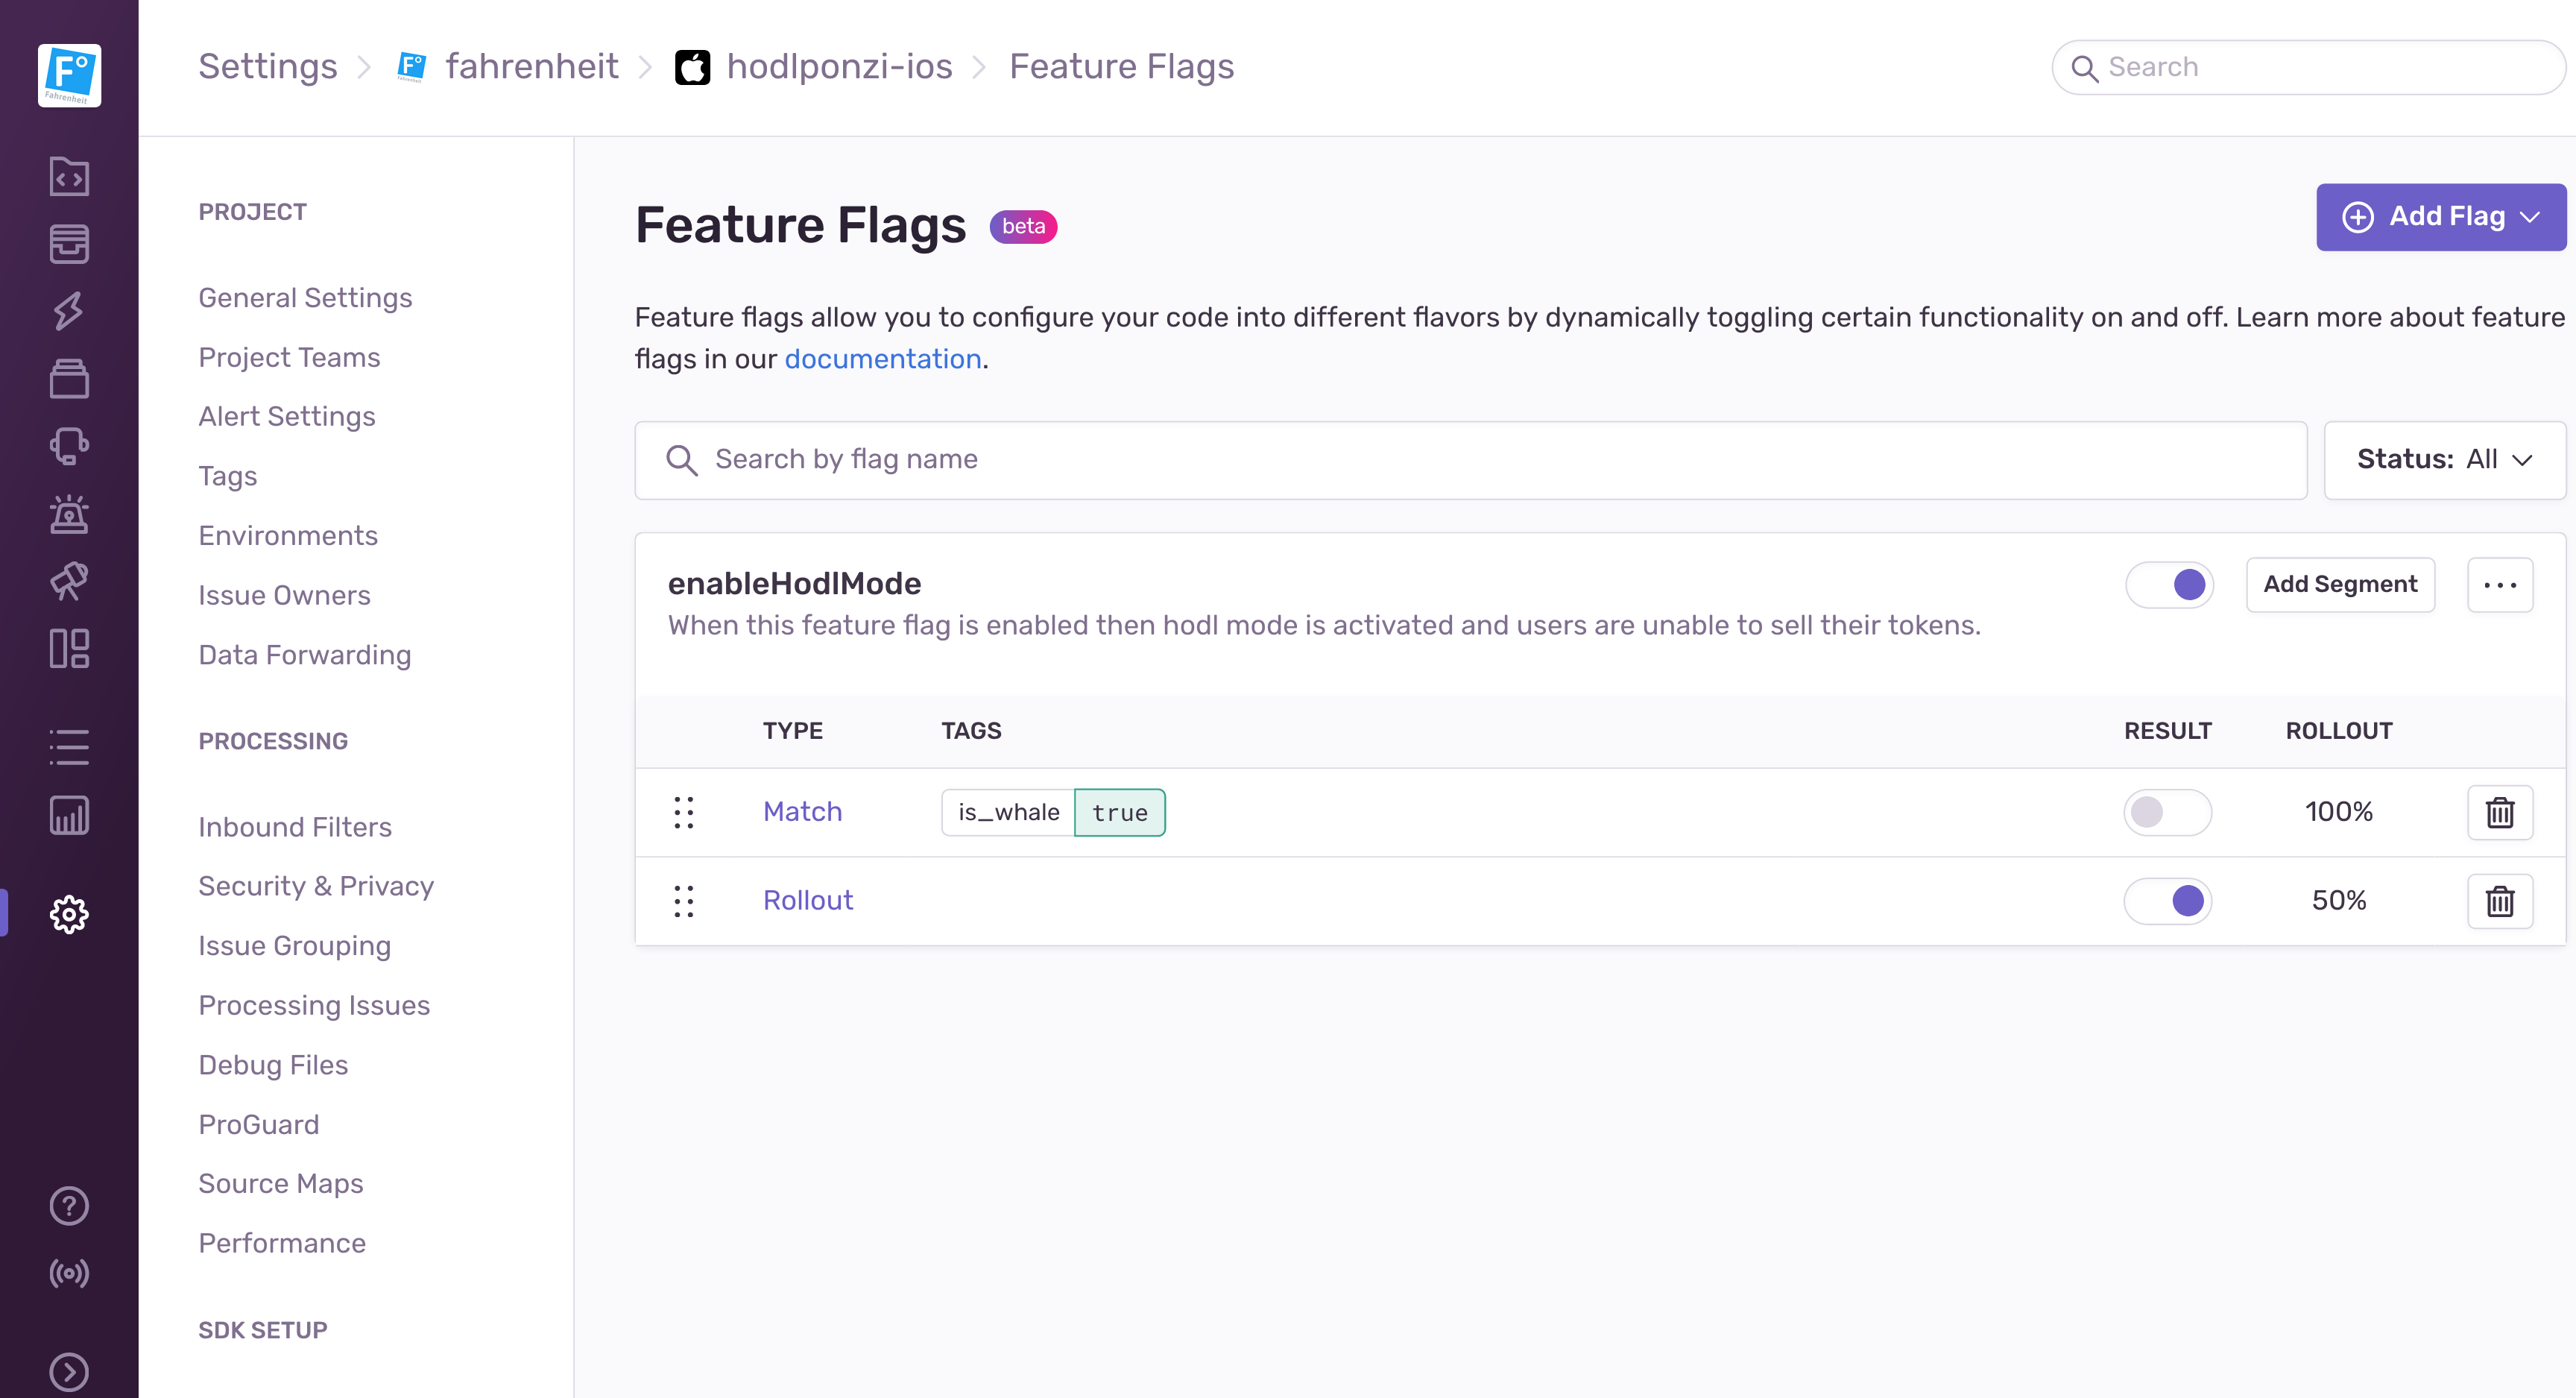 F°
Fahrenheit
Settings
fahrenheit
hodlponzi-ios
Feature Flags
Search
PROJECT
General Settings
Project Teams
Alert Settings
Tags
Environments
Issue Owners
Data Forwarding
PROCESSING
Inbound Filters
Security & Privacy
Issue Grouping
Processing Issues
Debug Files
ProGuard
Source Maps
Performance
SDK SETUP
Feature Flags beta
Add Flag
Feature flags allow you to configure your code into different flavors by dynamically toggling certain functionality on and off. Learn more about feature
flags in our documentation.
Search by flag name
Status: All
enableHodlMode
Add Segment
When this feature flag is enabled then hodl mode is activated and users are unable to sell their tokens.
TYPE TAGS RESULT ROLLOUT
Match is_whale true 100%
Rollout 50%